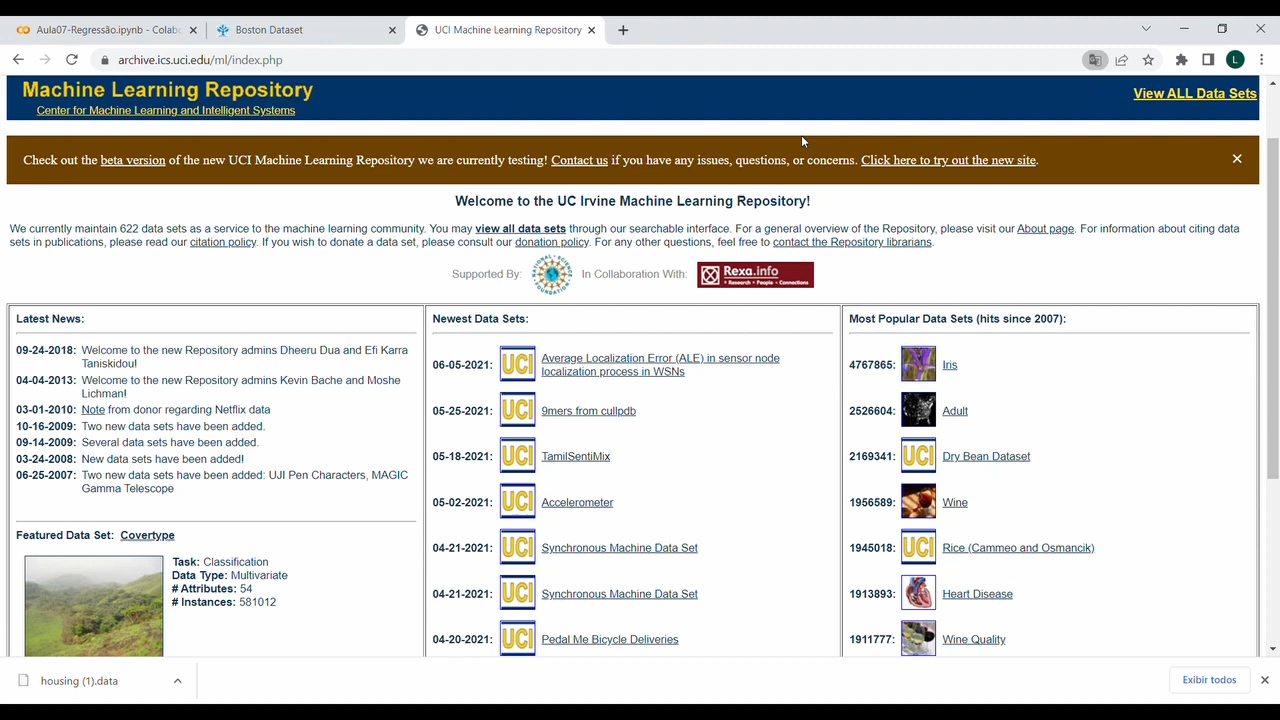 Aula07-Regressão.ipynb - Colab
Boston Dataset
UCI Machine Learning Repository
archive.ics.uci.edu/ml/index.php
L
Machine Learning Repository
Center for Machine Learning and Intelligent Systems
View ALL Data Sets
Check out the beta version of the new UCI Machine Learning Repository we are currently testing! Contact us if you have any issues, questions, or concerns. Click here to try out the new site.
Welcome to the UC Irvine Machine Learning Repository!
We currently maintain 622 data sets as a service to the machine learning community. You may view all data sets through our searchable interface. For a general overview of the Repository, please visit our About page. For information about citing data
sets in publications, please read our citation policy. If you wish to donate a data set, please consult our donation policy. For any other questions, feel free to contact the Repository librarians.
Supported By:
NATIONAL SCIENCE FOUNDATION
In Collaboration With:
Rexa.info
Research • People • Connections
Latest News:
09-24-2018: Welcome to the new Repository admins Dheeru Dua and Efi Karra
Taniskidou!
04-04-2013: Welcome to the new Repository admins Kevin Bache and Moshe
Lichman!
03-01-2010: Note from donor regarding Netflix data
10-16-2009: Two new data sets have been added.
09-14-2009: Several data sets have been added.
03-24-2008: New data sets have been added!
06-25-2007: Two new data sets have been added: UJI Pen Characters, MAGIC
Gamma Telescope
Featured Data Set: Covertype
Task: Classification
Data Type: Multivariate
# Attributes: 54
# Instances: 581012
Newest Data Sets:
06-05-2021: UCI Average Localization Error (ALE) in sensor node
localization process in WSNs
05-25-2021: UCI 9mers from cullpdb
05-18-2021: UCI TamilSentiMix
05-02-2021: UCI Accelerometer
04-21-2021: UCI Synchronous Machine Data Set
04-21-2021: UCI Synchronous Machine Data Set
04-20-2021: UCI Pedal Me Bicycle Deliveries
Most Popular Data Sets (hits since 2007):
4767865: Iris
2526604: Adult
2169341: UCI Dry Bean Dataset
1956589: Wine
1945018: UCI Rice (Cammeo and Osmancik)
1913893: Heart Disease
1911777: Wine Quality
housing (1).data
Exibir todos